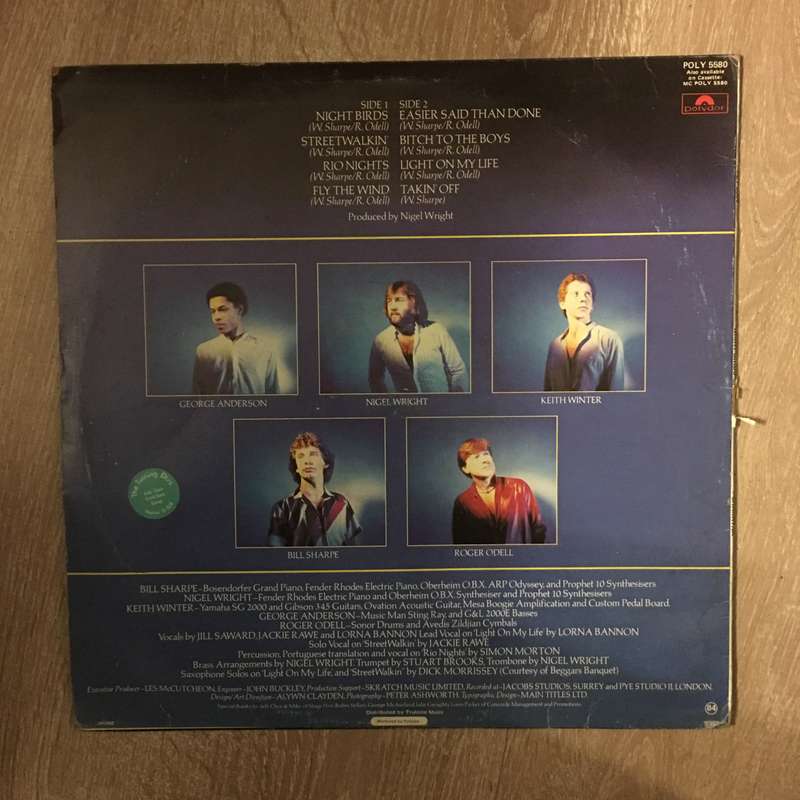 POLY 5580
Also available
on Cassette:
MC POLY 5580
Polydor
SIDE 1
NIGHT BIRDS
(W. Sharpe/R. Odell)
STREETWALKIN'
(W. Sharpe/R. Odell)
RIO NIGHTS
(W. Sharpe/R. Odell)
FLY THE WIND
(W. Sharpe/R. Odell)
SIDE 2
EASIER SAID THAN DONE
(W. Sharpe/R. Odell)
BITCH TO THE BOYS
(W. Sharpe/R. Odell)
LIGHT ON MY LIFE
(W. Sharpe/R. Odell)
TAKIN' OFF
(W. Sharpe)
Produced by Nigel Wright
GEORGE ANDERSON
NIGEL WRIGHT
KEITH WINTER
BILL SHARPE
ROGER ODELL
BILL SHARPE–Bosendorfer Grand Piano, Fender Rhodes Electric Piano, Oberheim O.B.X, ARP Odyssey, and Prophet 10 Synthesisers
NIGEL WRIGHT–Fender Rhodes Electric Piano and Oberheim O.B.X. Synthesiser and Prophet 10 Synthesisers
KEITH WINTER–Yamaha SG 2000 and Gibson 345 Guitars, Ovation Acoustic Guitar, Mesa Boogie Amplification and Custom Pedal Board.
GEORGE ANDERSON–Music Man Sting Ray, and G&L 2000E Basses
ROGER ODELL–Sonor Drums and Avedis Zildjian Cymbals
Vocals by JILL SAWARD, JACKIE RAWE and LORNA BANNON Lead Vocal on 'Light On My Life' by LORNA BANNON
Solo Vocal on 'StreetWalkin' by JACKIE RAWE
Percussion, Portuguese translation and vocal on 'Rio Nights' by SIMON MORTON
Brass Arrangements by NIGEL WRIGHT: Trumpet by STUART BROOKS, Trombone by NIGEL WRIGHT
Saxophone Solos on 'Light On My Life', and 'StreetWalkin' by DICK MORRISSEY (Courtesy of Beggars Banquet)
Executive Producer – LES McCUTCHEON, Engineer – JOHN BUCKLEY, Production Support – SKRATCH MUSIC LIMITED, Recorded at – JACOBS STUDIOS, SURREY and PYE STUDIO II, LONDON.
Design/Art Direction – ALWYN CLAYDEN, Photography – PETER ASHWORTH, Typographic Design – MAIN TITLES LTD.
Distributed by Trutone Music
84